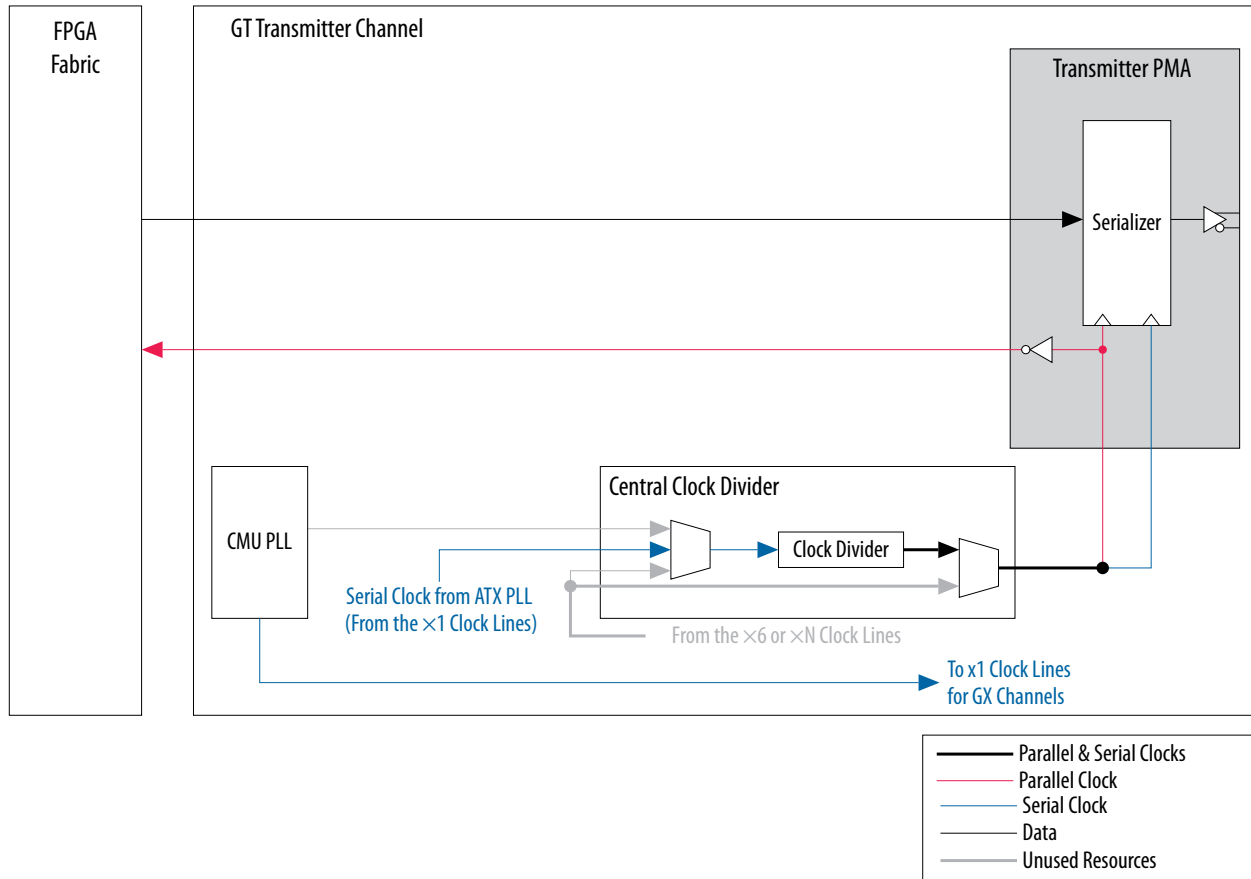 FPGA
Fabric
GT Transmitter Channel
Transmitter PMA
Serializer
CMU PLL
Central Clock Divider
Clock Divider
Serial Clock from ATX PLL
(From the ×1 Clock Lines)
From the ×6 or ×N Clock Lines
To x1 Clock Lines
for GX Channels
Parallel & Serial Clocks
Parallel Clock
Serial Clock
Data
Unused Resources